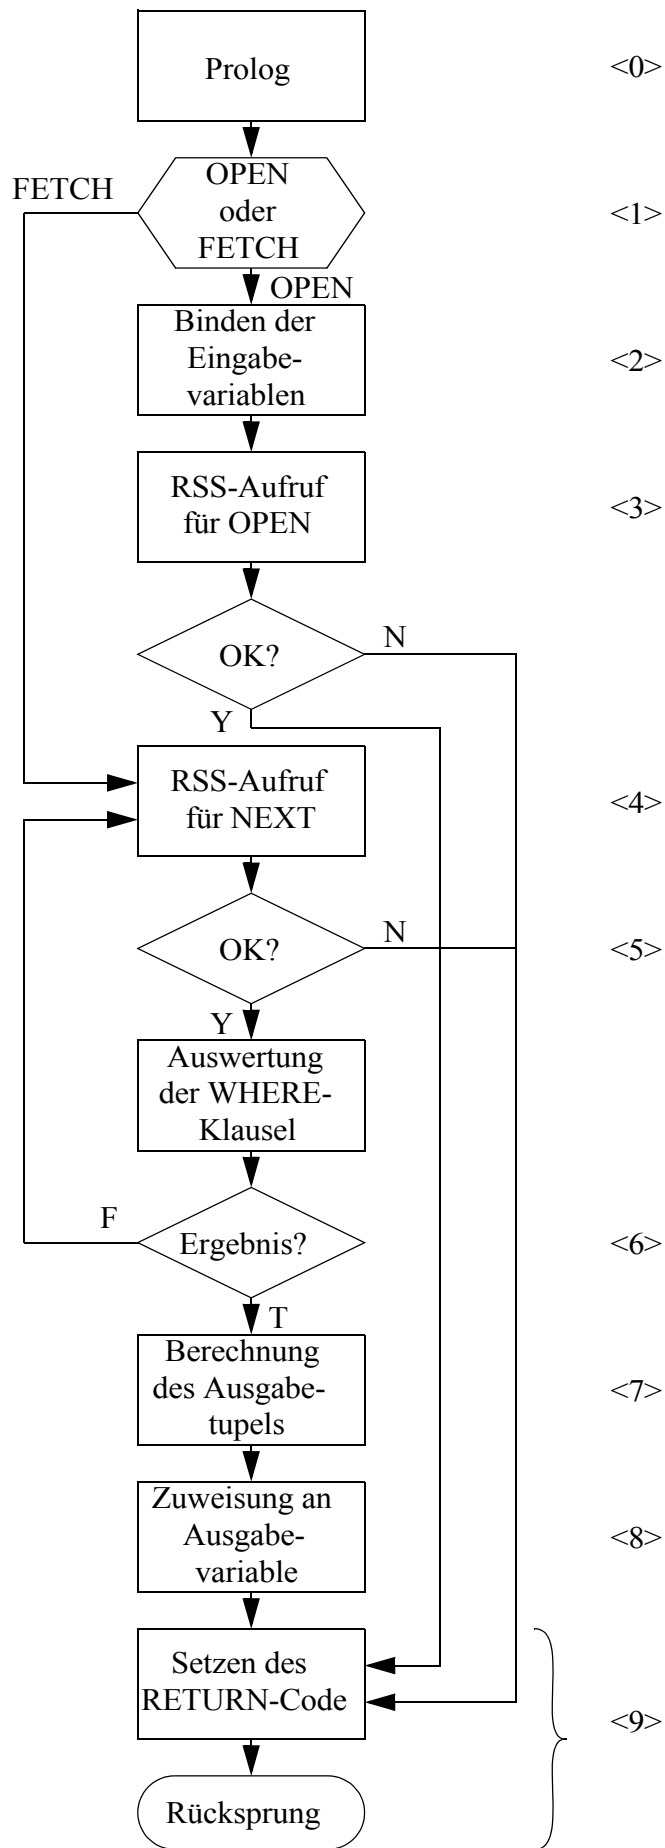 Prolog
<0>
FETCH
OPEN
oder
FETCH
<1>
OPEN
Binden der
Eingabe-
variablen
<2>
RSS-Aufruf
für OPEN
<3>
OK?
N
Y
RSS-Aufruf
für NEXT
<4>
OK?
N
<5>
Y
Auswertung
der WHERE-
Klausel
F
Ergebnis?
<6>
T
Berechnung
des Ausgabe-
tupels
<7>
Zuweisung an
Ausgabe-
variable
<8>
Setzen des
RETURN-Code
<9>
Rücksprung